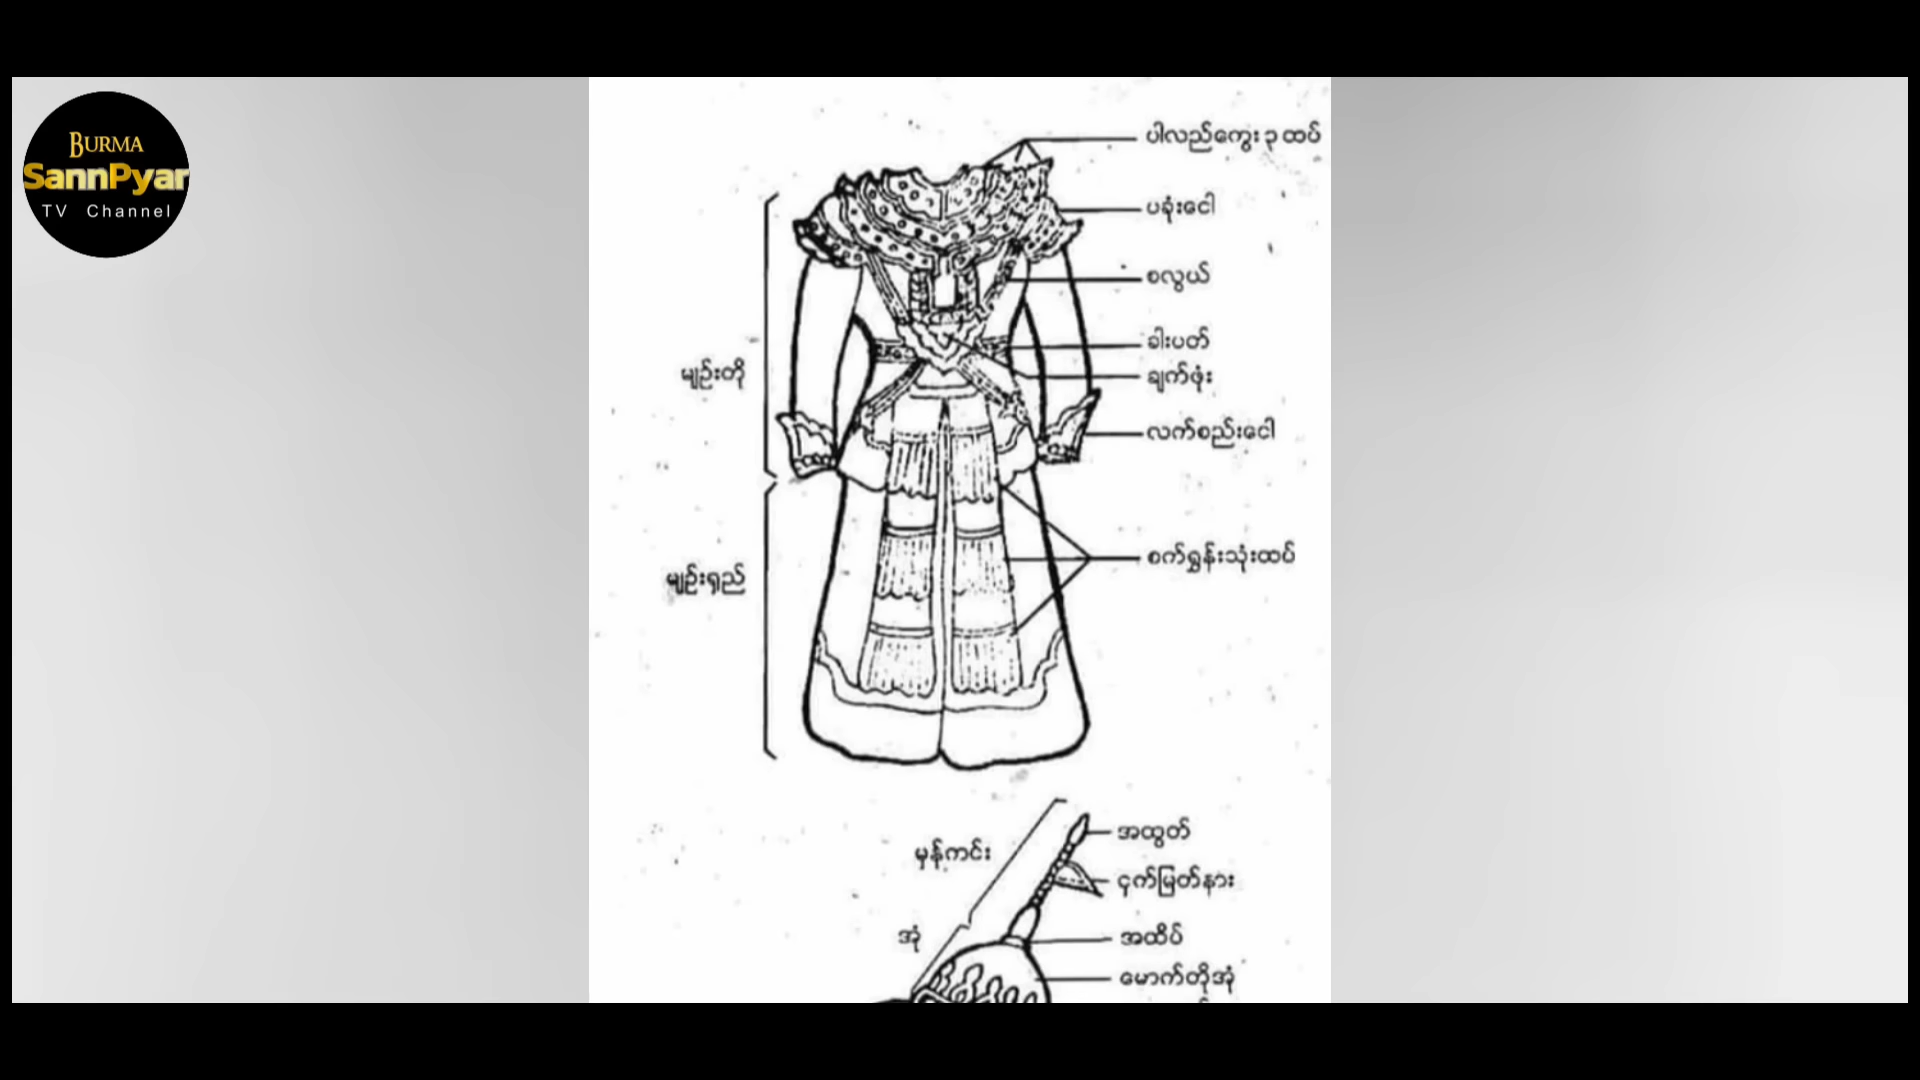 BURMA
SannPyar
TV Channel
ပါလည်ကွေး ၃ ထပ်
ပခုံးငေါ
စလွယ်
ခါးပတ်
မျဉ်းတို
ချက်ဖုံး
လက်စည်းငေါ
စက်ရွှန်းသုံးထပ်
မျဉ်းရှည်
အထွတ်
မှန်ကင်း
ငှက်မြတ်နား
အုံ
အထိပ်
မောက်တိုအုံ